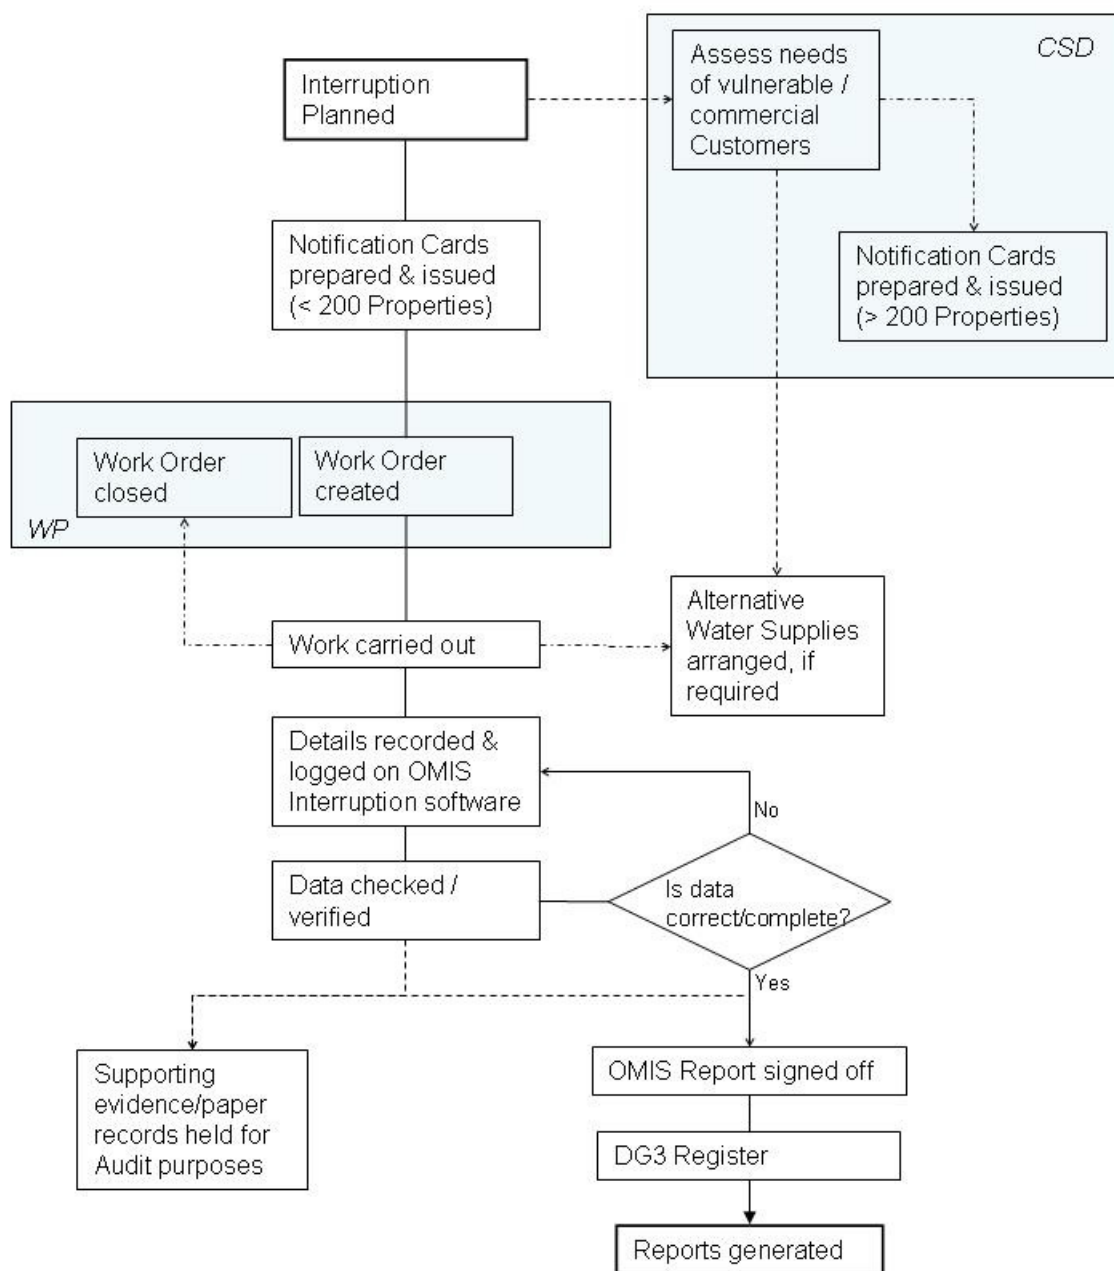 CSD
Interruption
Planned
Assess needs
of vulnerable /
commercial
Customers
Notification Cards
prepared & issued
(< 200 Properties)
Notification Cards
prepared & issued
(> 200 Properties)
Work Order
closed
Work Order
created
WP
Work carried out
Alternative
Water Supplies
arranged, if
required
Details recorded &
logged on OMIS
Interruption software
No
Data checked /
verified
Is data
correct/complete?
Yes
Supporting
evidence/paper
records held for
Audit purposes
OMIS Report signed off
DG3 Register
Reports generated